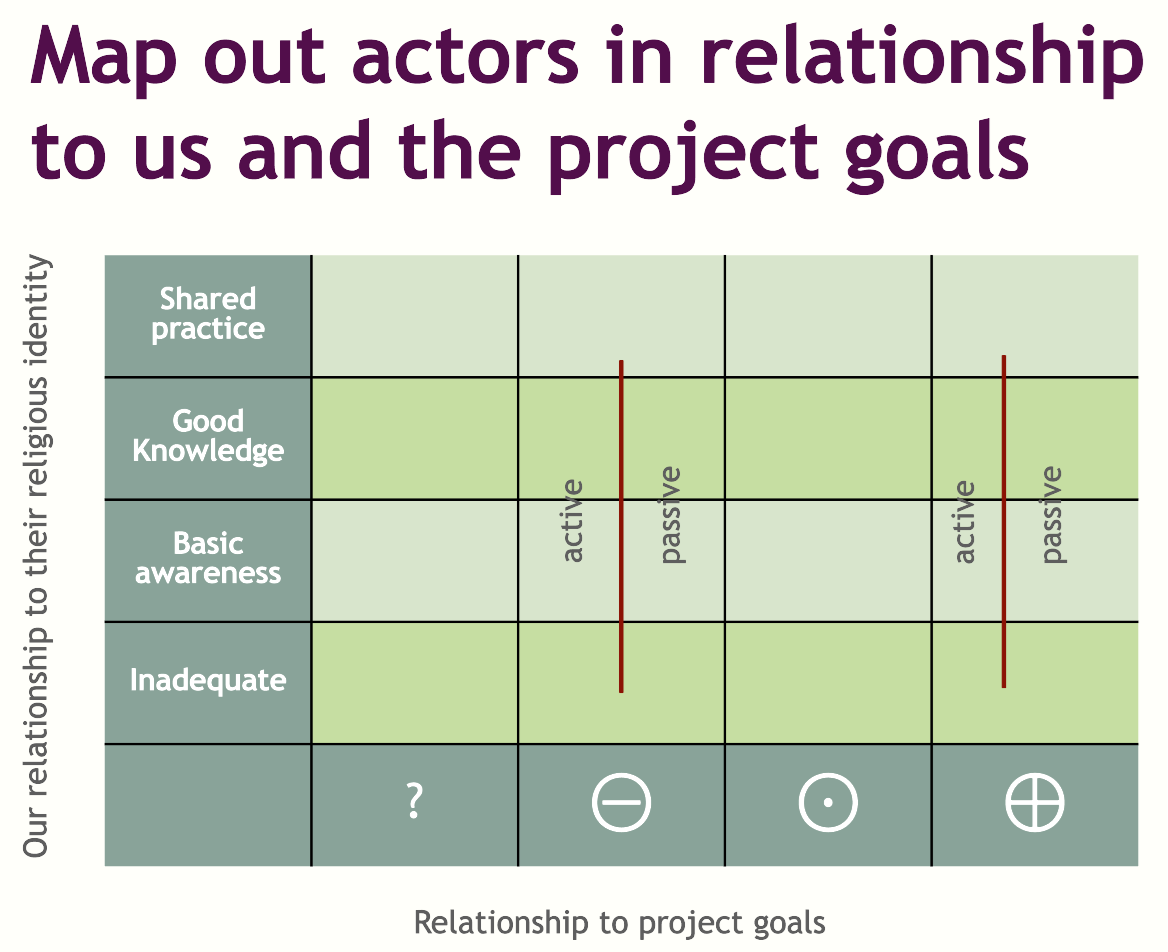 Map out actors in relationship
to us and the project goals
Our relationship to their religious identity
Shared
practice
Good
Knowledge
Basic
awareness
Inadequate
active
passive
active
passive
?
Relationship to project goals